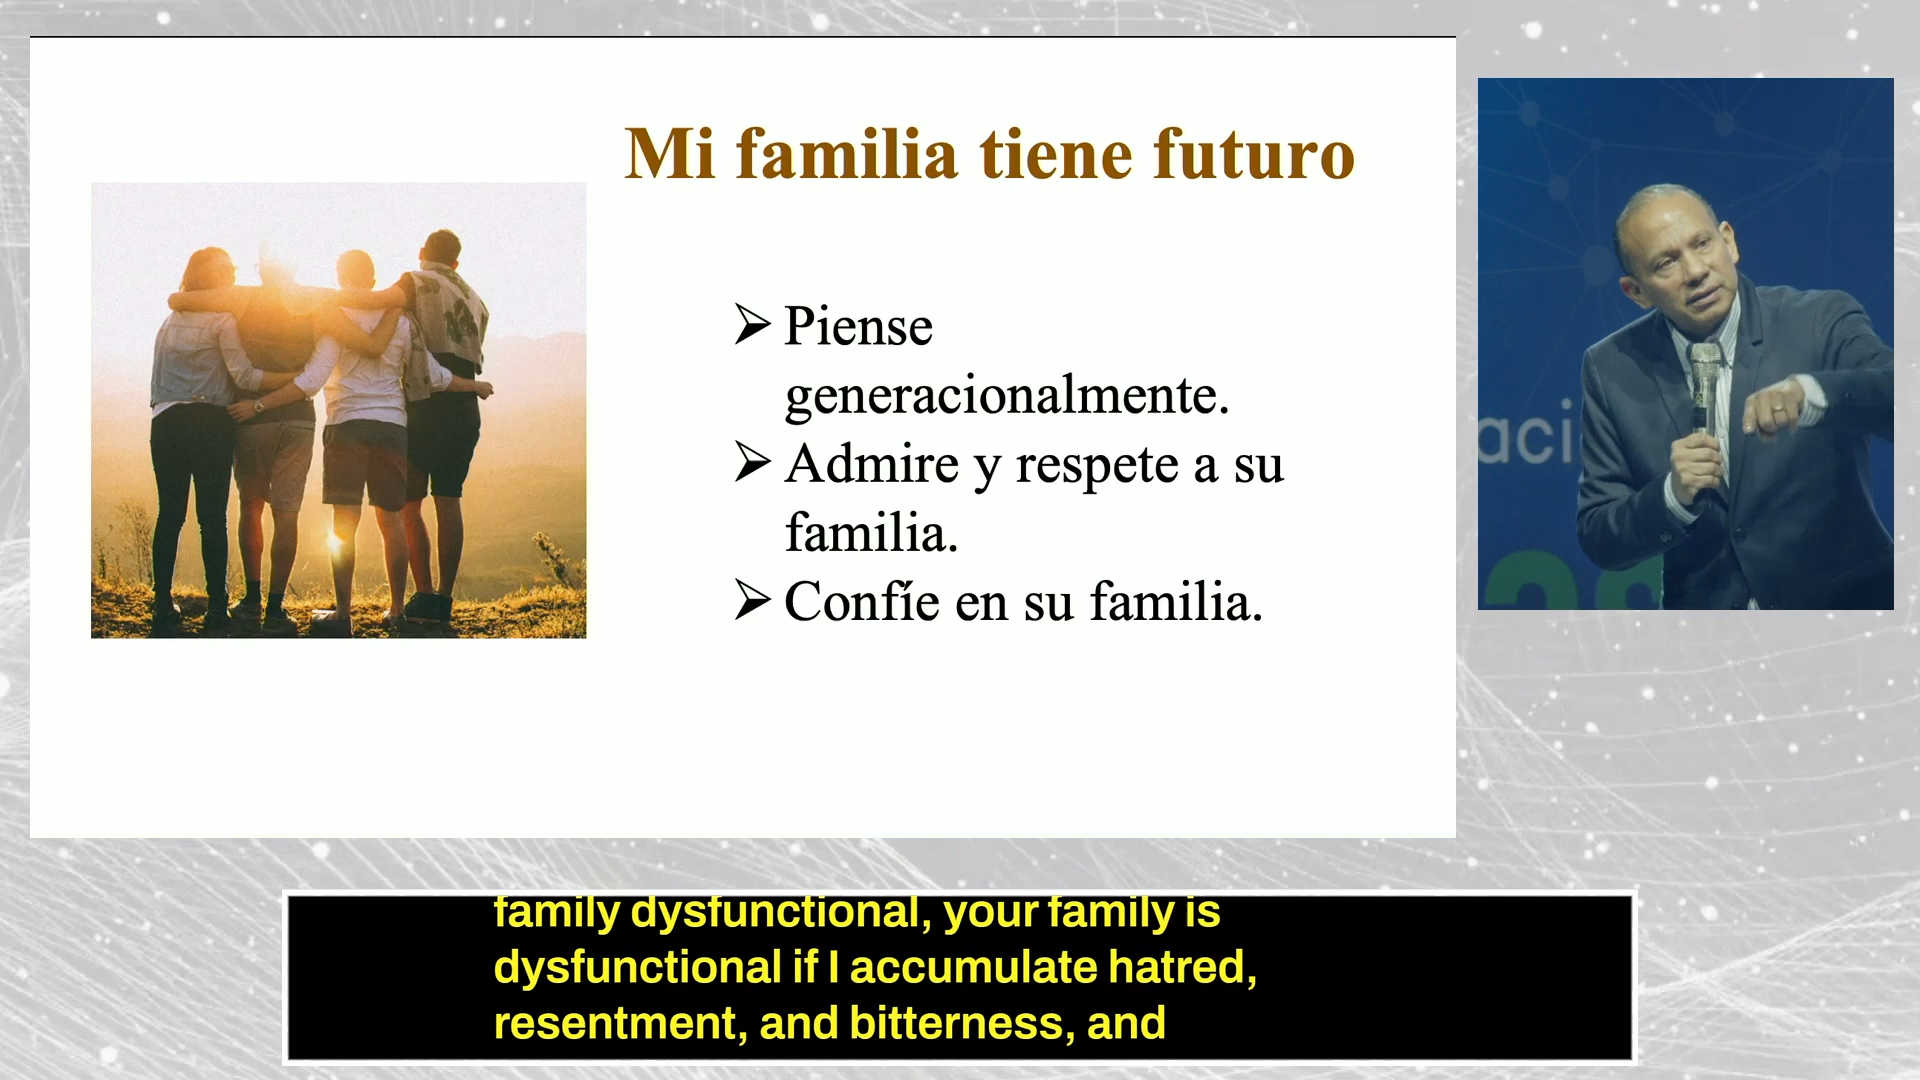 Mi familia tiene futuro
➢ Piense
generacionalmente.
➢ Admire y respete a su
familia.
➢ Confíe en su familia.
aci
family dysfunctional, your family is
dysfunctional if I accumulate hatred,
resentment, and bitterness, and